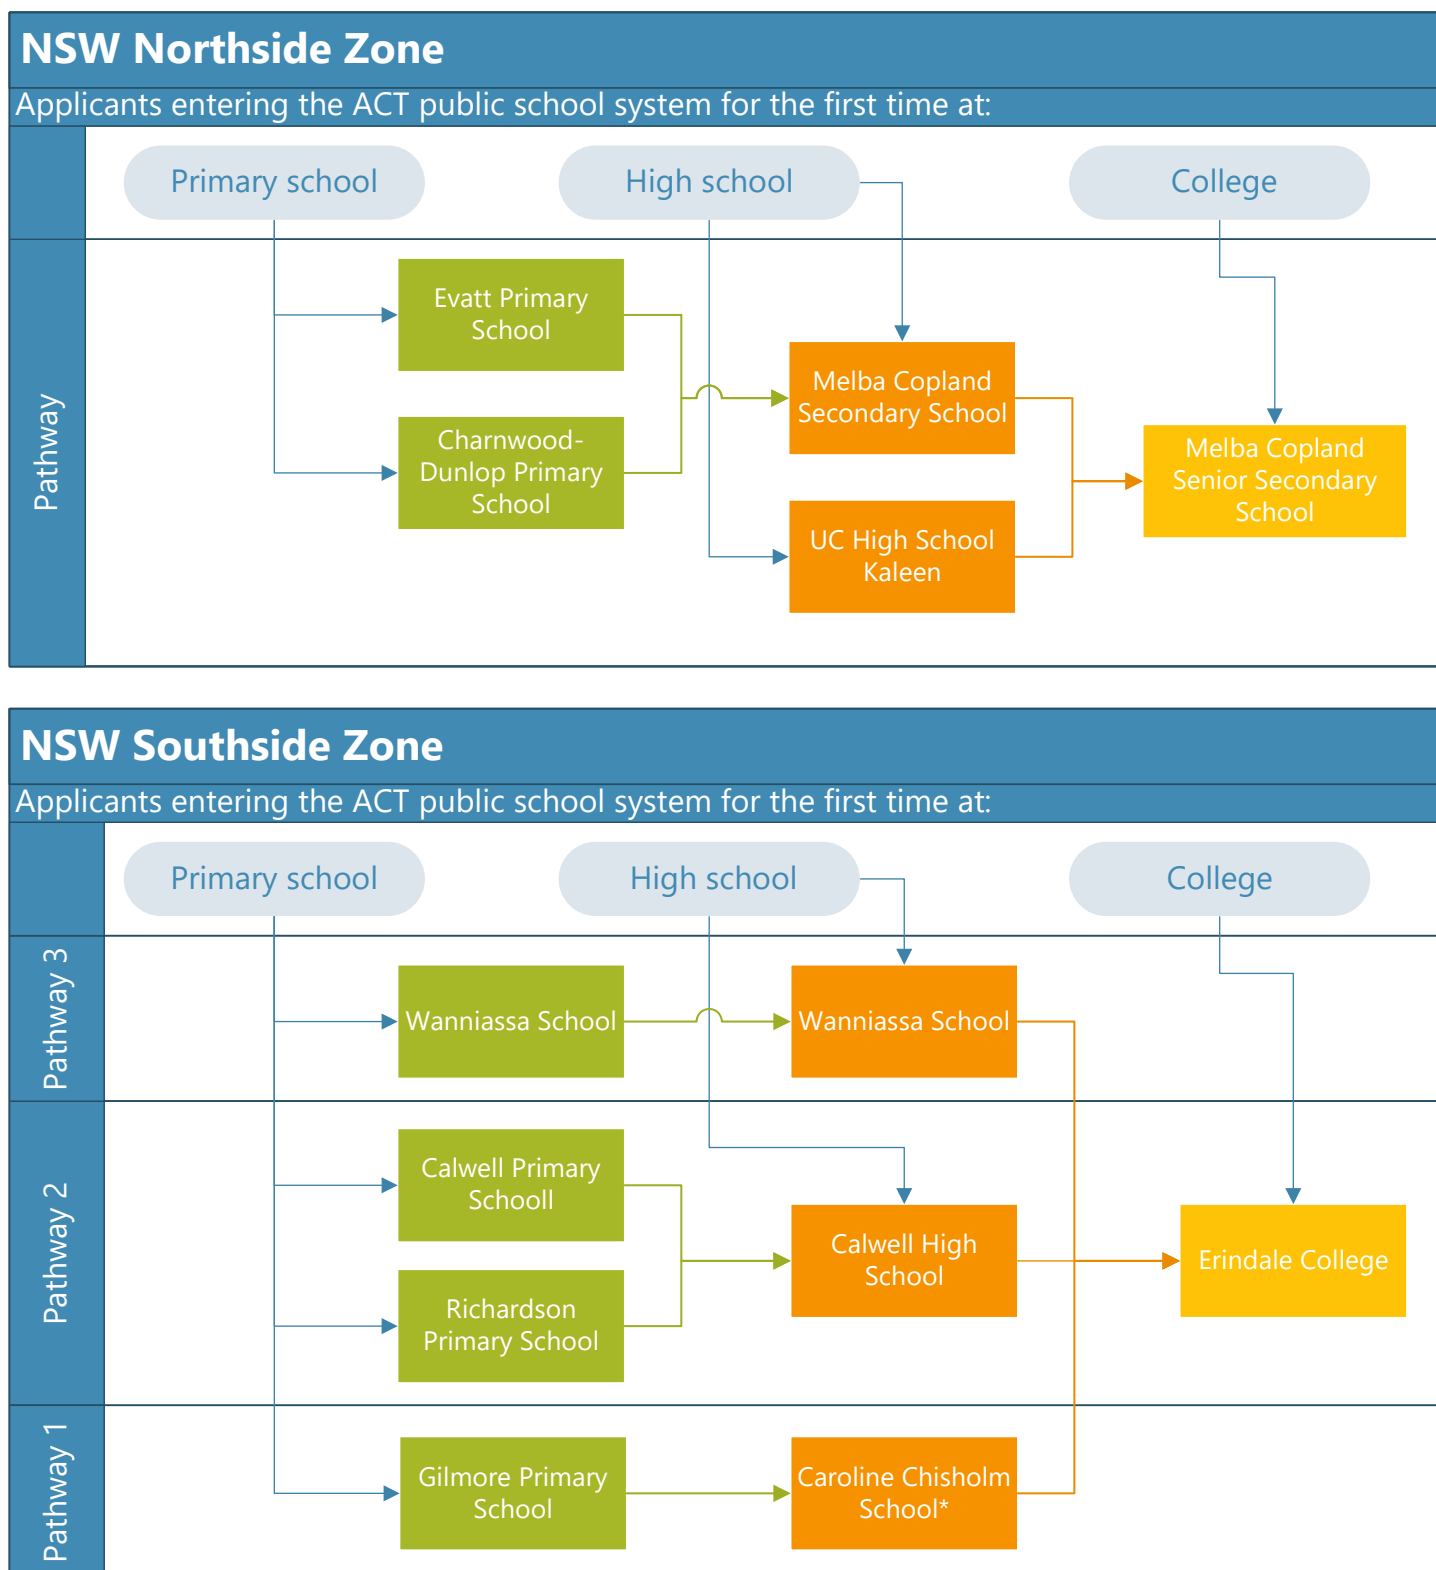 NSW Northside Zone
Applicants entering the ACT public school system for the first time at:
Primary school
High school
College
Pathway
Evatt Primary
School
Charnwood-
Dunlop Primary
School
Melba Copland
Secondary School
UC High School
Kaleen
Melba Copland
Senior Secondary
School
NSW Southside Zone
Applicants entering the ACT public school system for the first time at:
Primary school
High school
College
Pathway 3
Wanniassa School
Wanniassa School
Pathway 2
Calwell Primary
Schooll
Richardson
Primary School
Calwell High
School
Erindale College
Pathway 1
Gilmore Primary
School
Caroline Chisholm
School*